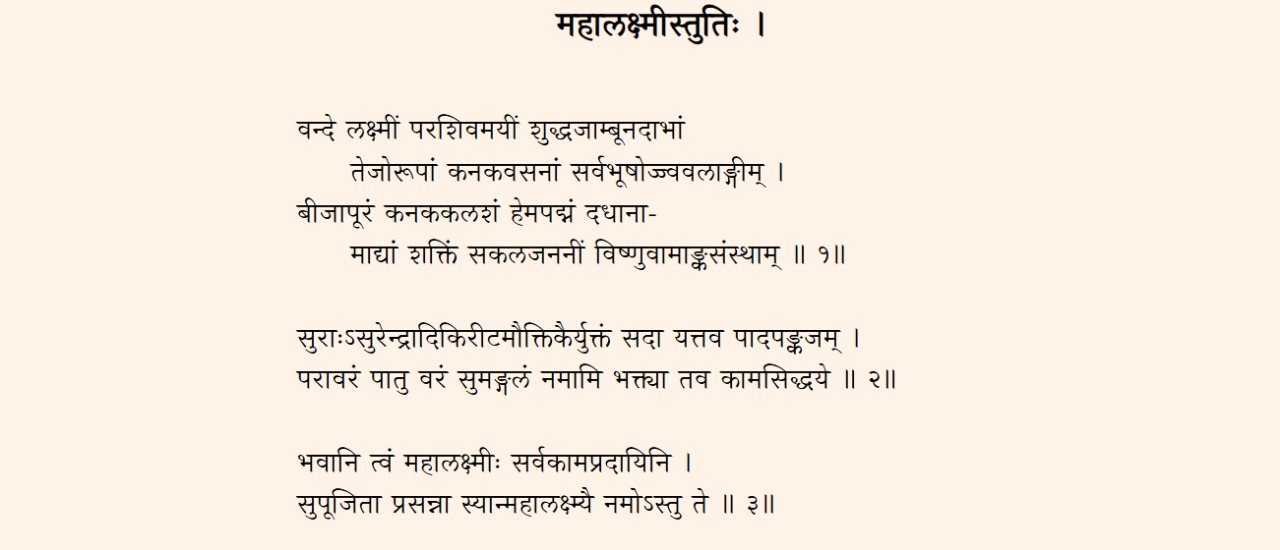 महालक्ष्मीस्तुतिः ।
वन्दे लक्ष्मीं परशिवमयीं शुद्धजाम्बूनदाभां
तेजोरूपां कनकवसनां सर्वभूषोज्ज्ववलाङ्गीम् ।
बीजापूरं कनककलशं हेमपद्मं दधाना-
माद्यां शक्तिं सकलजननीं विष्णुवामाङ्कसंस्थाम् ॥ १॥
सुराःऽसुरेन्द्रादिकिरीटमौक्तिकैर्युक्तं सदा यत्तव पादपङ्कजम् ।
परावरं पातु वरं सुमङ्गलं नमामि भक्त्या तव कामसिद्धये ॥ २॥
भवानि त्वं महालक्ष्मीः सर्वकामप्रदायिनि ।
सुपूजिता प्रसन्ना स्यान्महालक्ष्म्यै नमोऽस्तु ते ॥ ३॥